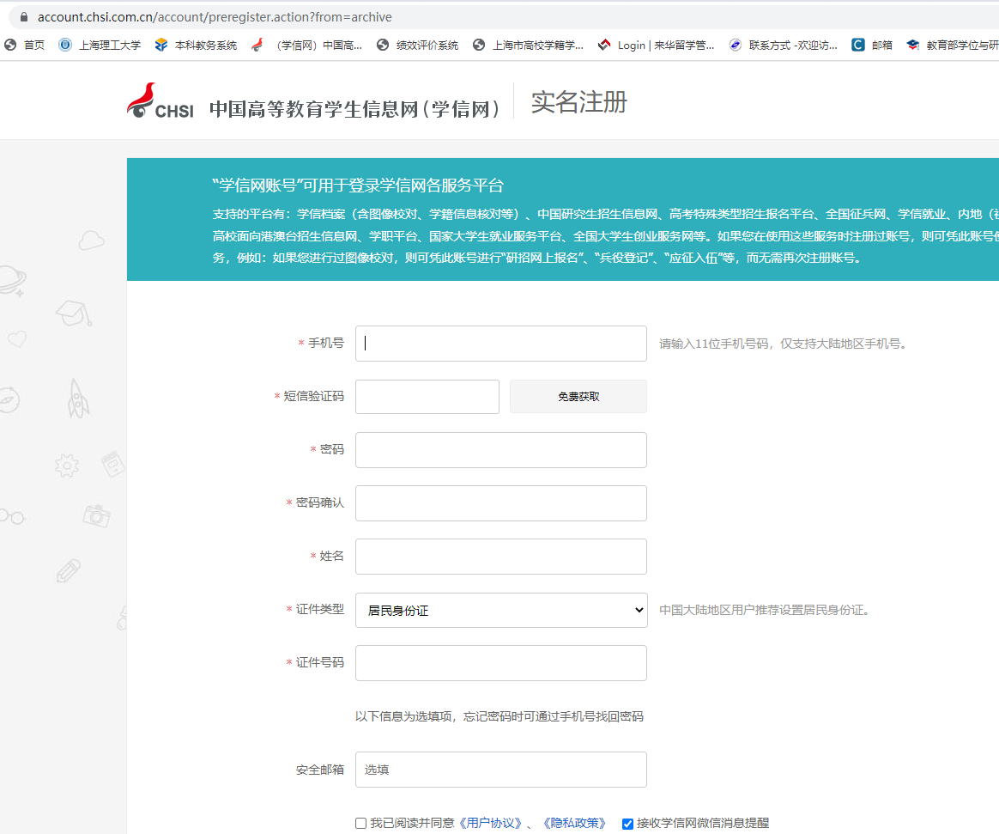 account.chsi.com.cn/account/preregister.action?from=archive
首页 上海理工大学 本科教务系统 （学信网）中国高... 绩效评价系统 上海市高校学籍学... Login | 来华留学管... 联系方式 -欢迎访... C 邮箱 教育部学位与研
CHSI 中国高等教育学生信息网（学信网） 实名注册
“学信网账号”可用于登录学信网各服务平台
支持的平台有：学信档案（含图像校对、学籍信息核对等）、中国研究生招生信息网、高考特殊类型招生报名平台、全国征兵网、学信就业、内地（
高校面向港澳台招生信息网、学职平台、国家大学生就业服务平台、全国大学生创业服务网等。如果您在使用这些服务时注册过账号，则可凭此账号
务，例如：如果您进行过图像校对，则可凭此账号进行“研招网上报名”、“兵役登记”、“应征入伍”等，而无需再次注册账号。
* 手机号 请输入11位手机号码，仅支持大陆地区手机号。
* 短信验证码 免费获取
* 密码
* 密码确认
* 姓名
* 证件类型 居民身份证 中国大陆地区用户推荐设置居民身份证。
* 证件号码
以下信息为选填项，忘记密码时可通过手机号找回密码
安全邮箱 选填
我已阅读并同意《用户协议》、《隐私政策》 接收学信网微信消息提醒